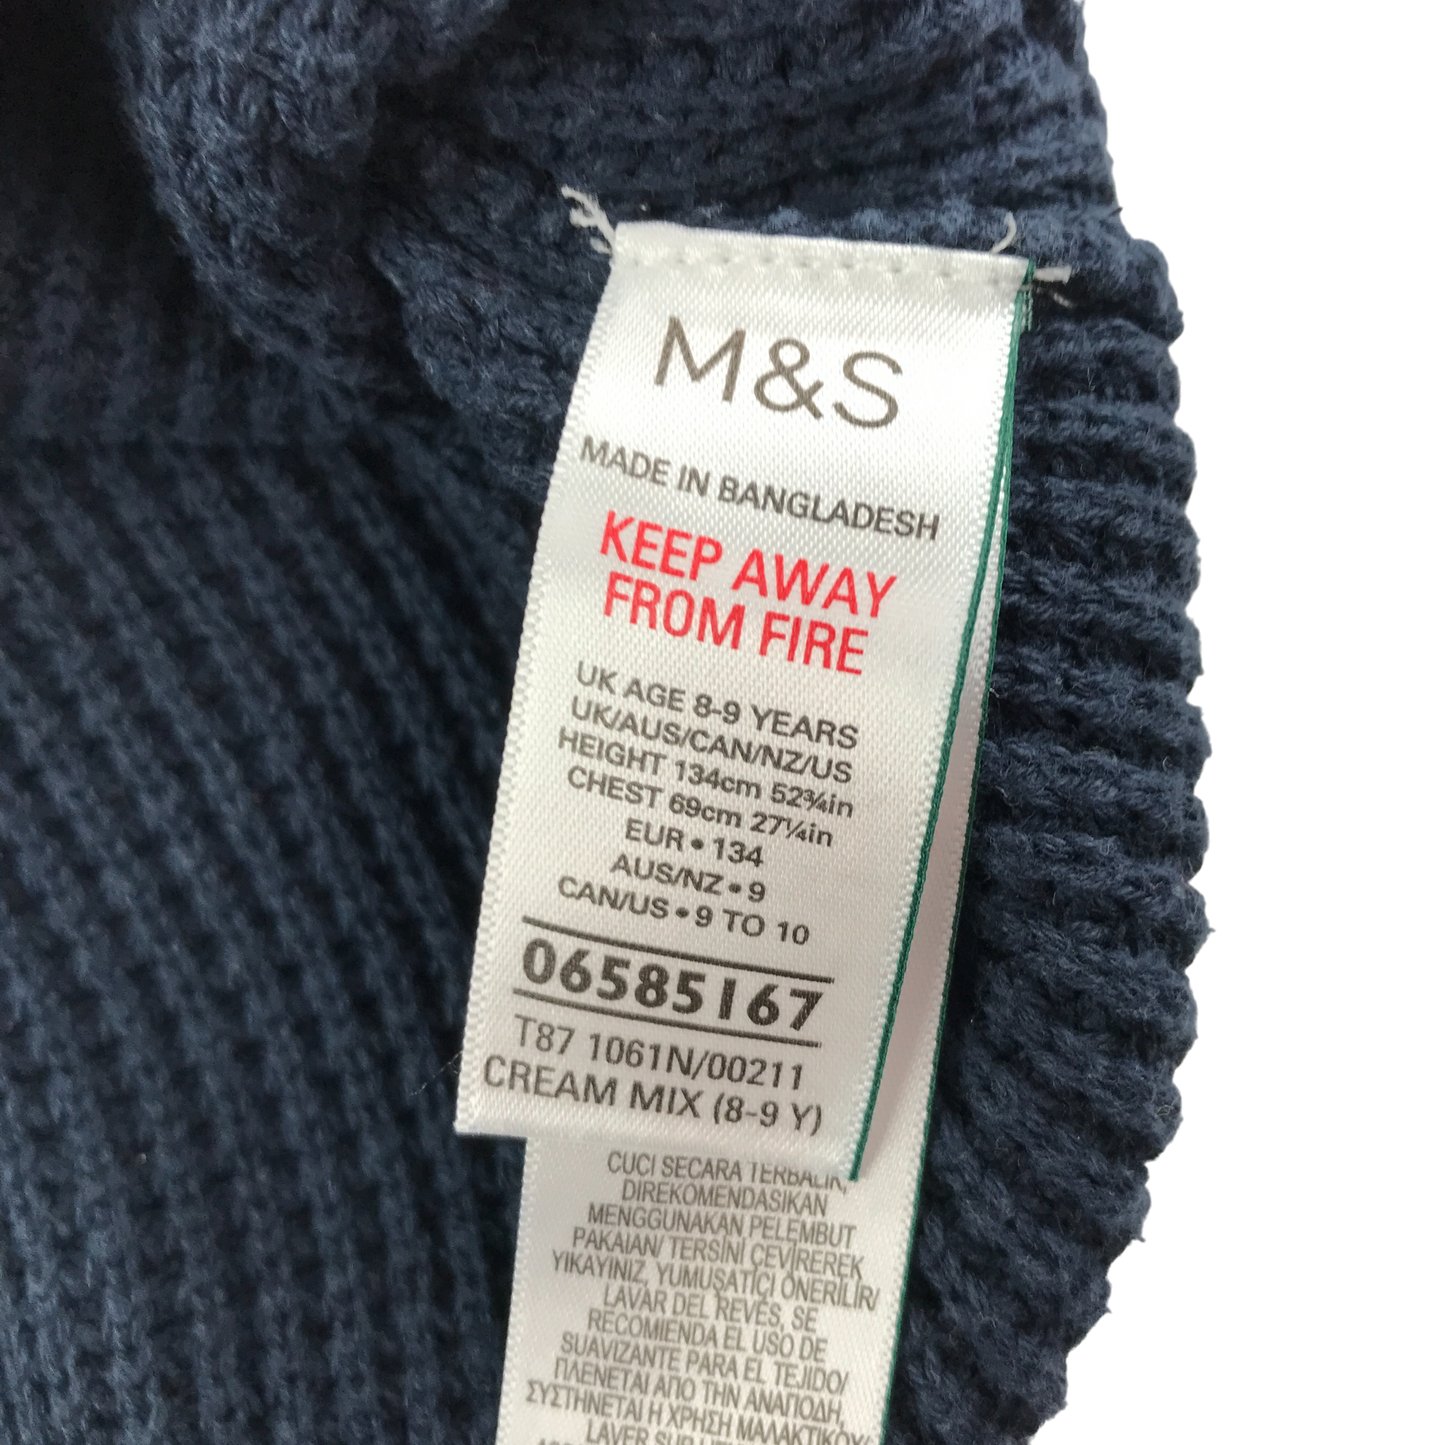 M&S
MADE IN BANGLADESH
KEEP AWAY
FROM FIRE
UK AGE 8-9 YEARS
UK/AUS/CAN/NZ/US
HEIGHT 134cm 52¾in
CHEST 69cm 27¼in
EUR • 134
AUS/NZ • 9
CAN/US • 9 TO 10
06585167
T87 1061N/00211
CREAM MIX (8-9 Y)
CUCI SECARA TERBALIK,
DIREKOMENDASIKAN
MENGGUNAKAN PELEMBUT
PAKAIAN/ TERSİNİ ÇEVİREREK
YIKAYINIZ, YUMUŞATICI ÖNERİLİR/
LAVAR DEL REVÉS, SE
RECOMIENDA EL USO DE
SUAVIZANTE PARA EL TEJIDO/
ΠΛΕΝΕΤΑΙ ΑΠΟ ΤΗΝ ΑΝΑΠΟΔΗ,
ΣΥΣΤΗΝΕΤΑΙ Η ΧΡΗΣΗ ΜΑΛΑΚΤΙΚΟΥ/
LAVER SUR